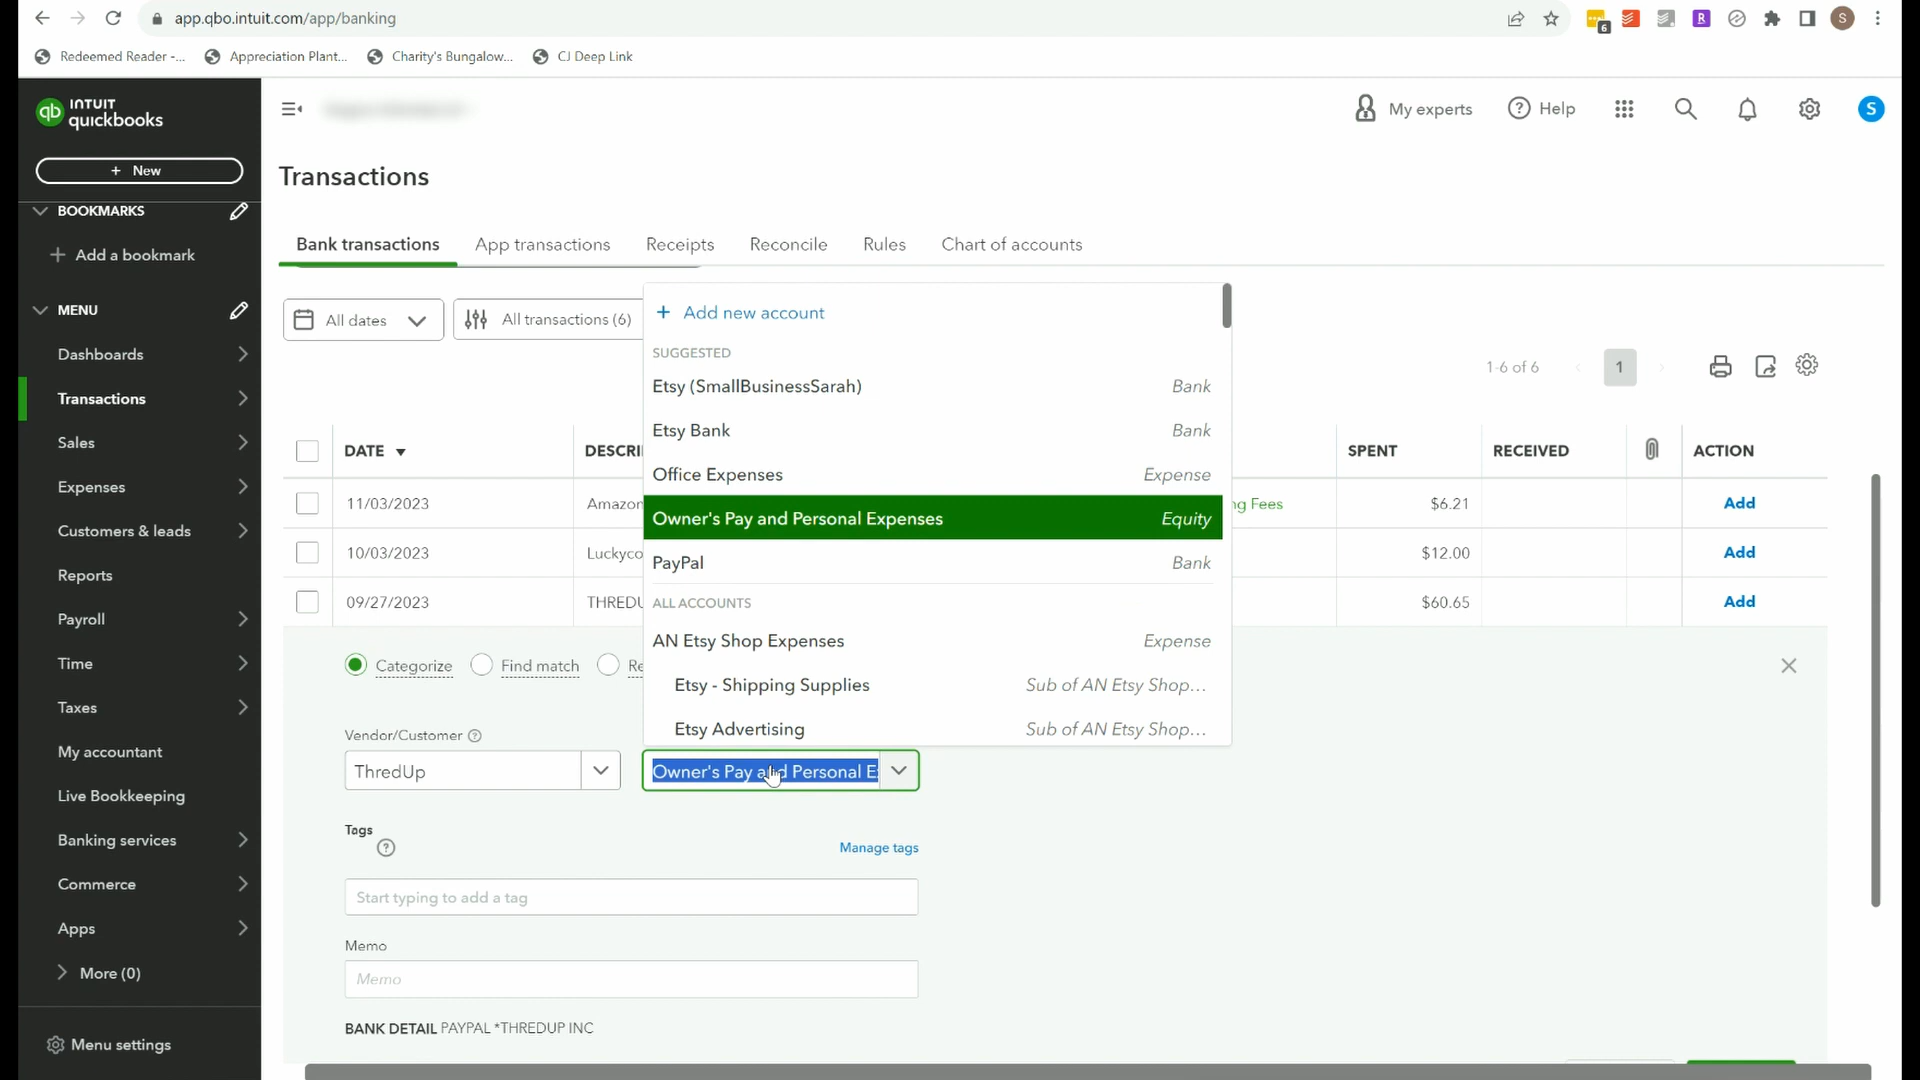 app.qbo.intuit.com/app/banking
6
S
Redeemed Reader -...
Appreciation Plant...
Charity's Bungalow...
CJ Deep Link
qb INTUIT quickbooks
My experts
Help
S
+ New
Transactions
BOOKMARKS
+ Add a bookmark
Bank transactions
App transactions
Receipts
Reconcile
Rules
Chart of accounts
MENU
Dashboards
Transactions
Sales
Expenses
Customers & leads
Reports
Payroll
Time
Taxes
My accountant
Live Bookkeeping
Banking services
Commerce
Apps
More (0)
Menu settings
All dates
All transactions (6)
+ Add new account
SUGGESTED
Etsy (SmallBusinessSarah) Bank
Etsy Bank Bank
Office Expenses Expense
Owner's Pay and Personal Expenses Equity
PayPal Bank
ALL ACCOUNTS
AN Etsy Shop Expenses Expense
Etsy - Shipping Supplies Sub of AN Etsy Shop...
Etsy Advertising Sub of AN Etsy Shop...
1-6 of 6
1
DATE DESCRI SPENT RECEIVED ACTION
11/03/2023 Amazon ng Fees $6.21 Add
10/03/2023 Luckyco $12.00 Add
09/27/2023 THREDU $60.65 Add
Categorize
Find match
Re
Vendor/Customer
ThredUp
Owner's Pay and Personal E
Tags
Manage tags
Start typing to add a tag
Memo
Memo
BANK DETAIL PAYPAL *THREDUP INC